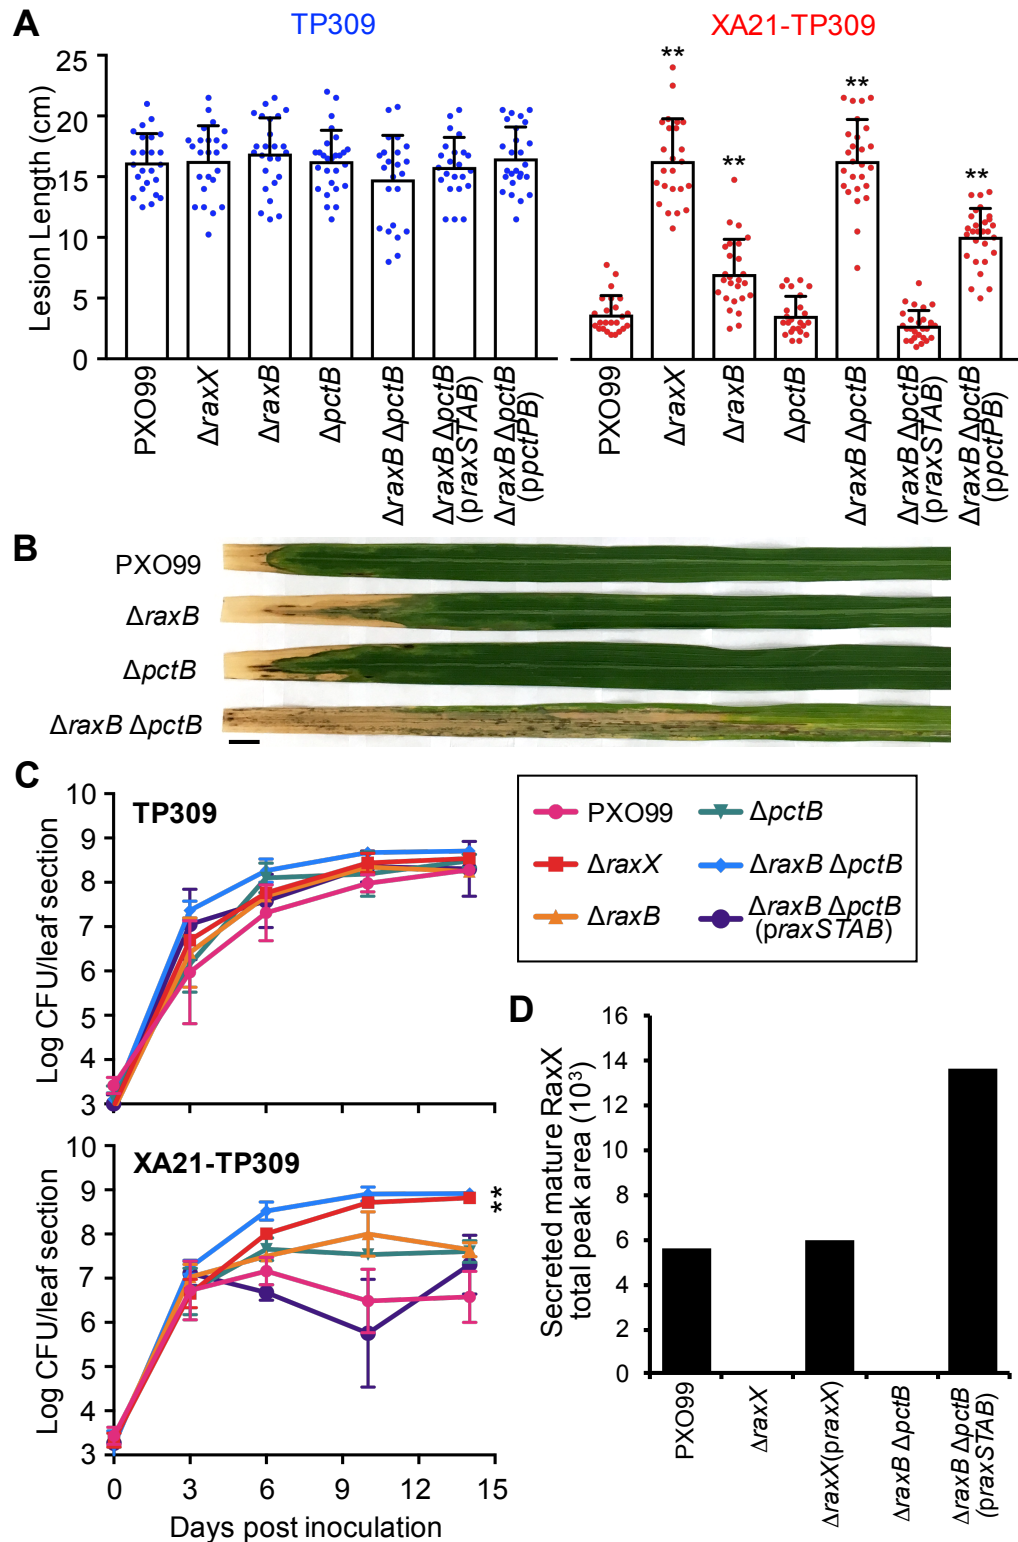 A
TP309
XA21-TP309
Lesion Length (cm)
25
20
15
10
5
0
**
**
**
**
PXO99
ΔraxX
ΔraxB
ΔpctB
ΔraxB ΔpctB
ΔraxB ΔpctB
(praxSTAB)
ΔraxB ΔpctB
(ppctPB)
PXO99
ΔraxX
ΔraxB
ΔpctB
ΔraxB ΔpctB
ΔraxB ΔpctB
(praxSTAB)
ΔraxB ΔpctB
(ppctPB)
B
PXO99
ΔraxB
ΔpctB
ΔraxB ΔpctB
C
TP309
Log CFU/leaf section
10
9
8
7
6
5
4
3
PXO99
ΔraxX
ΔraxB
ΔpctB
ΔraxB ΔpctB
ΔraxB ΔpctB
(praxSTAB)
XA21-TP309
Log CFU/leaf section
10
9
8
7
6
5
4
3
**
**
0
3
6
9
12
15
Days post inoculation
D
Secreted mature RaxX
total peak area (10³)
16
14
12
10
8
6
4
2
0
PXO99
ΔraxX
ΔraxX(praxX)
ΔraxB ΔpctB
ΔraxB ΔpctB
(praxSTAB)